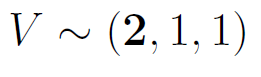 V ∼ (2, 1, 1)